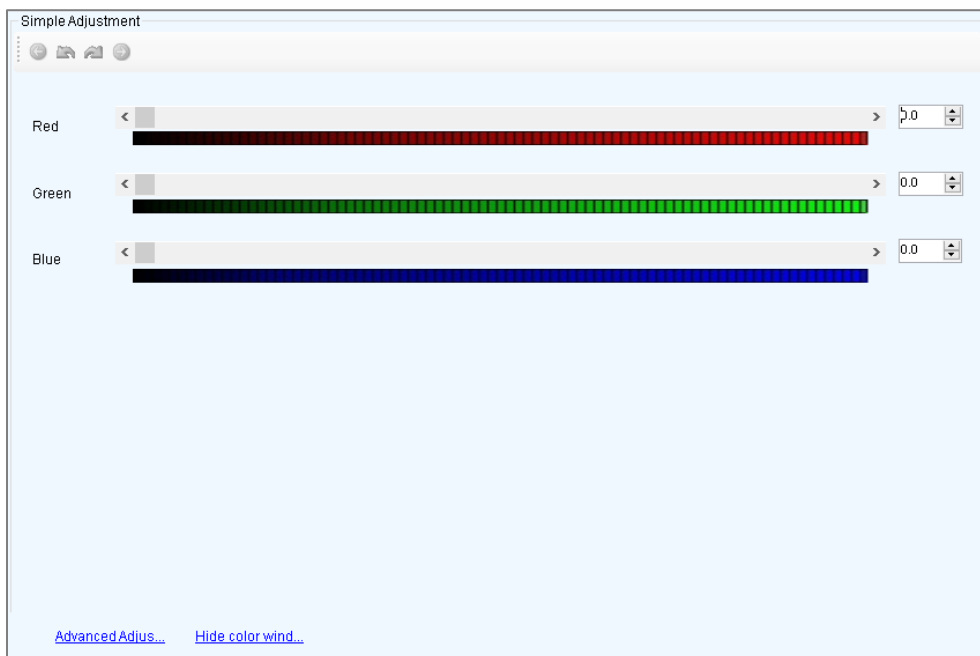 Simple Adjustment
Red
0.0
Green
0.0
Blue
0.0
Advanced Adjus...
Hide color wind...